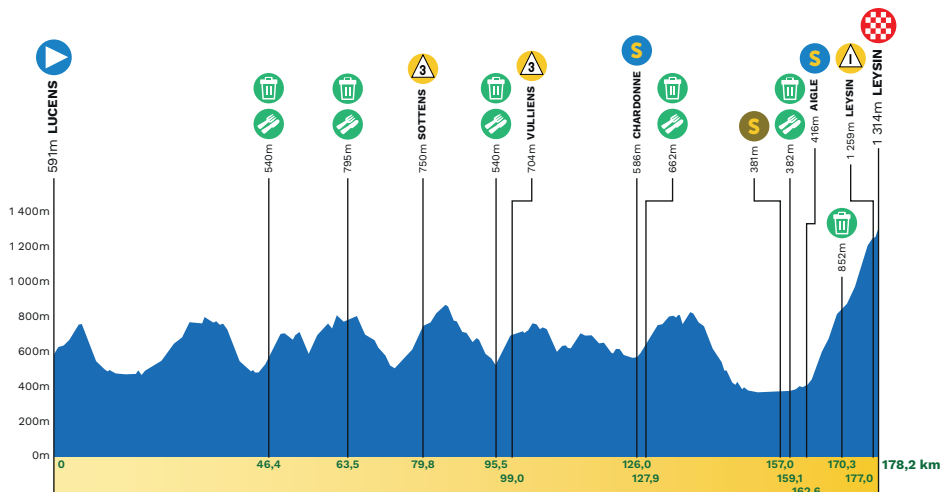 591m LUCENS
540m
795m
3
750m SOTTENS
540m
3
704m VULLIENS
S
586m CHARDONNE
662m
S
381m
382m
S
416m AIGLE
I
1 259m LEYSIN
1 314m LEYSIN
852m
1 400m
1 200m
1 000m
800m
600m
400m
200m
0m
0
46,4
63,5
79,8
95,5
99,0
126,0
127,9
157,0
159,1
162,6
170,3
177,0
178,2 km